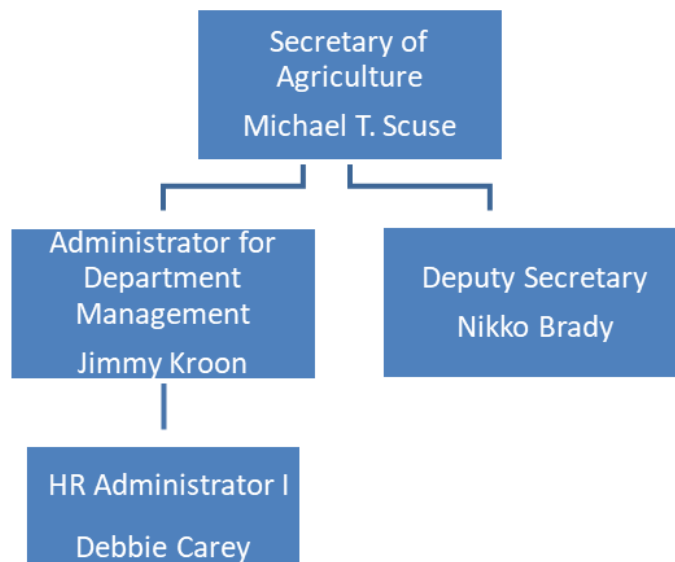 Secretary of
Agriculture
Michael T. Scuse
Administrator for
Department
Management
Jimmy Kroon
Deputy Secretary
Nikko Brady
HR Administrator I
Debbie Carey